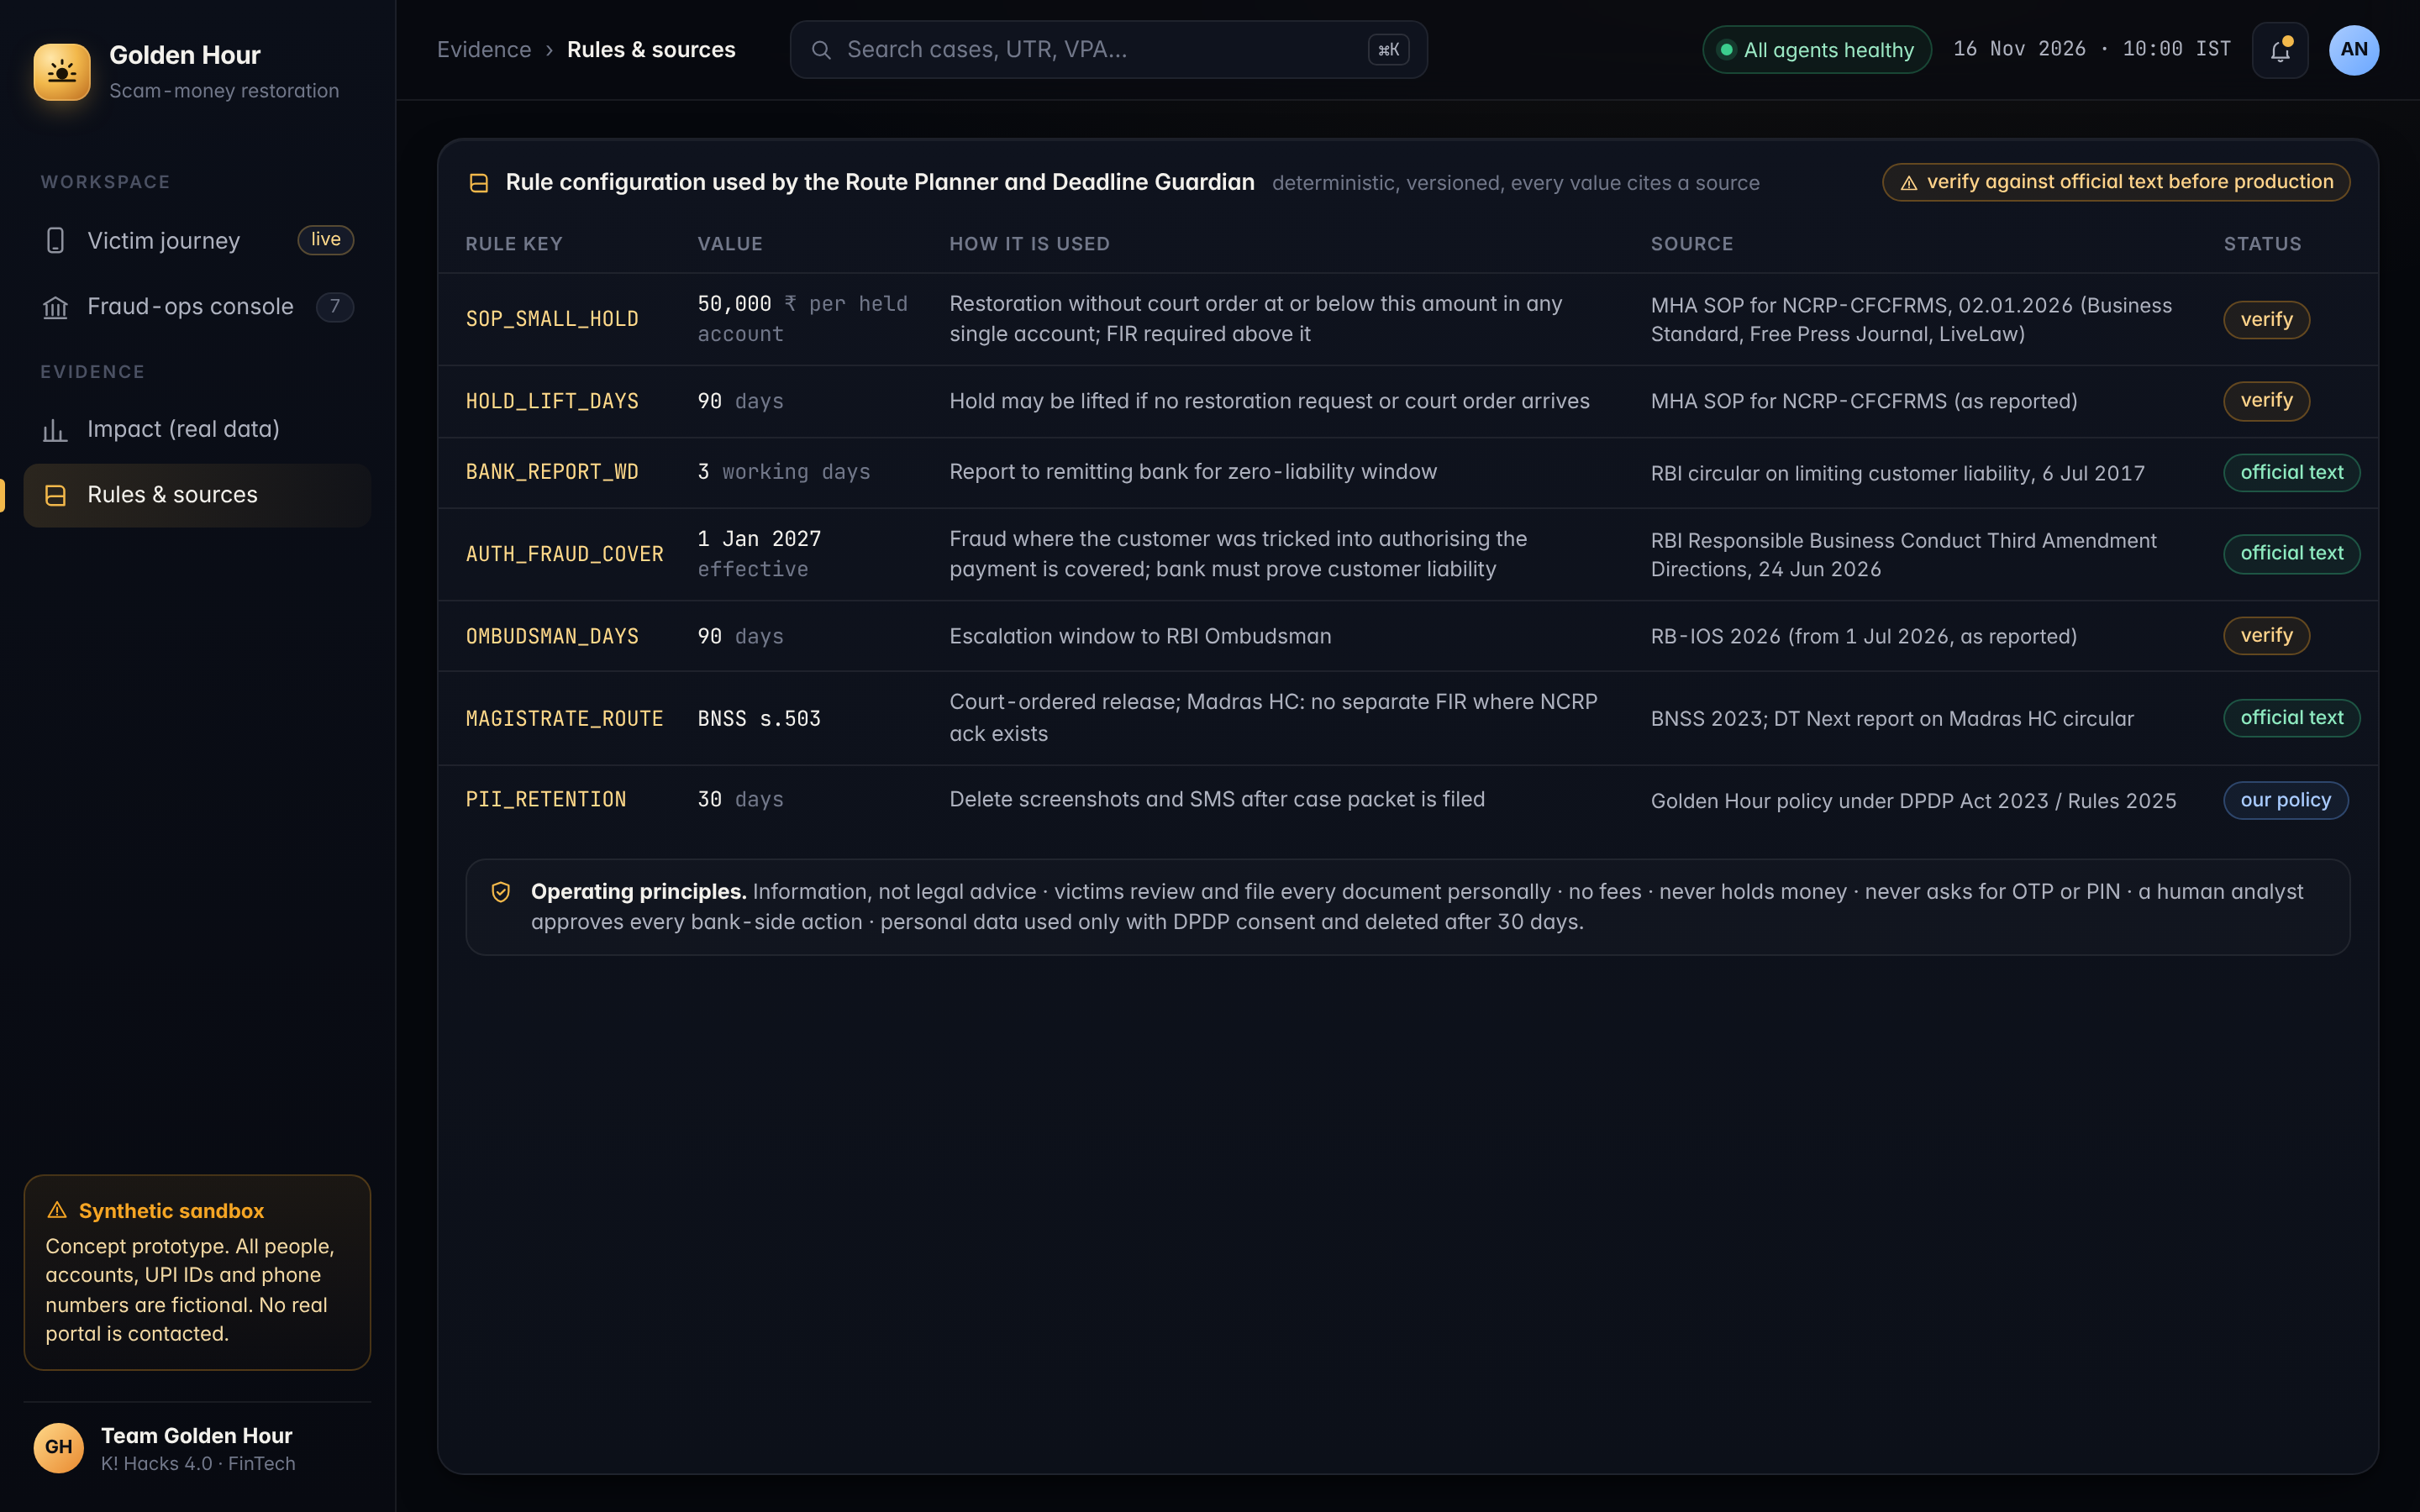 Golden Hour
Scam-money restoration
WORKSPACE
Victim journey
live
Fraud-ops console
7
EVIDENCE
Impact (real data)
Rules & sources
Synthetic sandbox
Concept prototype. All people,
accounts, UPI IDs and phone
numbers are fictional. No real
portal is contacted.
GH
Team Golden Hour
K! Hacks 4.0 · FinTech
Evidence › Rules & sources
Search cases, UTR, VPA...
⌘K
All agents healthy
16 Nov 2026 · 10:00 IST
AN
Rule configuration used by the Route Planner and Deadline Guardian deterministic, versioned, every value cites a source
verify against official text before production
RULE KEY VALUE HOW IT IS USED SOURCE STATUS
SOP_SMALL_HOLD
50,000 ₹ per held
account
Restoration without court order at or below this amount in any
single account; FIR required above it
MHA SOP for NCRP-CFCFRMS, 02.01.2026 (Business
Standard, Free Press Journal, LiveLaw)
verify
HOLD_LIFT_DAYS
90 days
Hold may be lifted if no restoration request or court order arrives
MHA SOP for NCRP-CFCFRMS (as reported)
verify
BANK_REPORT_WD
3 working days
Report to remitting bank for zero-liability window
RBI circular on limiting customer liability, 6 Jul 2017
official text
AUTH_FRAUD_COVER
1 Jan 2027
effective
Fraud where the customer was tricked into authorising the
payment is covered; bank must prove customer liability
RBI Responsible Business Conduct Third Amendment
Directions, 24 Jun 2026
official text
OMBUDSMAN_DAYS
90 days
Escalation window to RBI Ombudsman
RB-IOS 2026 (from 1 Jul 2026, as reported)
verify
MAGISTRATE_ROUTE
BNSS s.503
Court-ordered release; Madras HC: no separate FIR where NCRP
ack exists
BNSS 2023; DT Next report on Madras HC circular
official text
PII_RETENTION
30 days
Delete screenshots and SMS after case packet is filed
Golden Hour policy under DPDP Act 2023 / Rules 2025
our policy
Operating principles. Information, not legal advice · victims review and file every document personally · no fees · never holds money · never asks for OTP or PIN · a human analyst
approves every bank-side action · personal data used only with DPDP consent and deleted after 30 days.